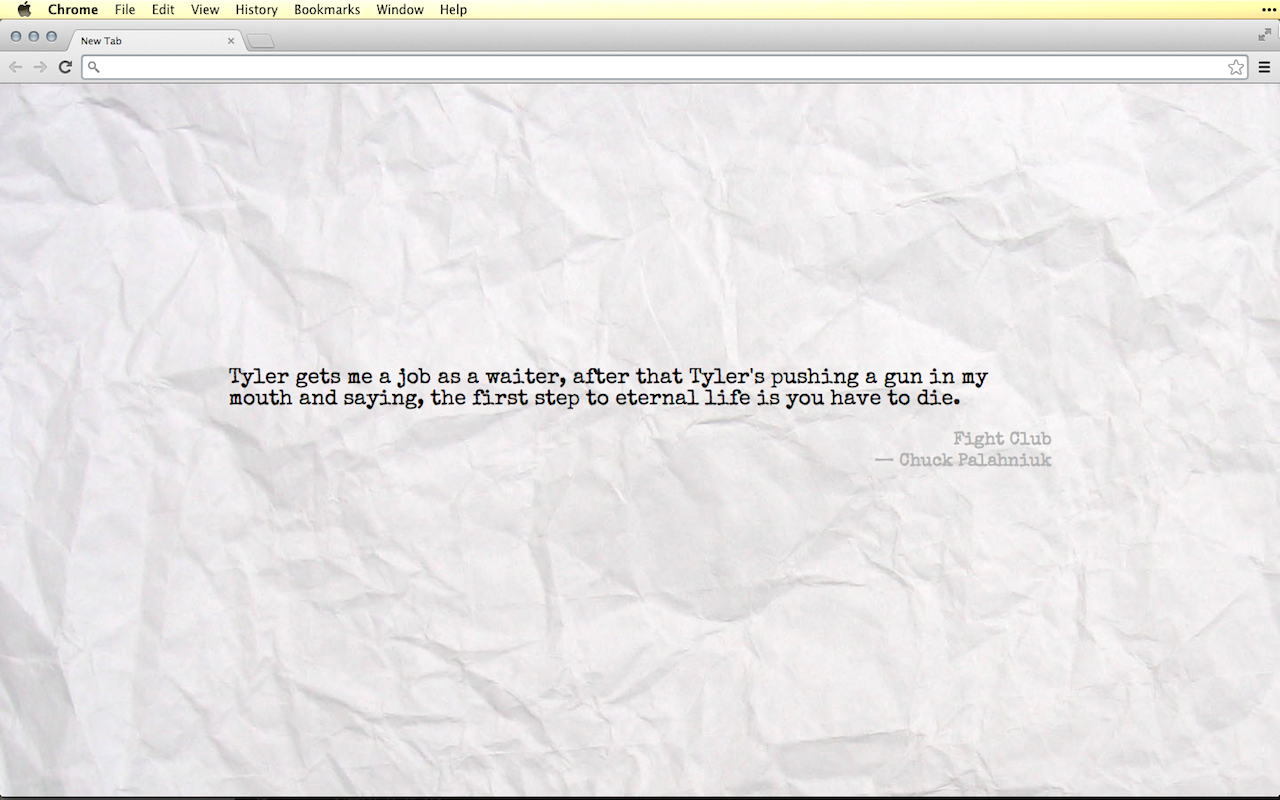 Chrome File Edit View History Bookmarks Window Help
New Tab
Tyler gets me a job as a waiter, after that Tyler's pushing a gun in my
mouth and saying, the first step to eternal life is you have to die.
Fight Club
— Chuck Palahniuk